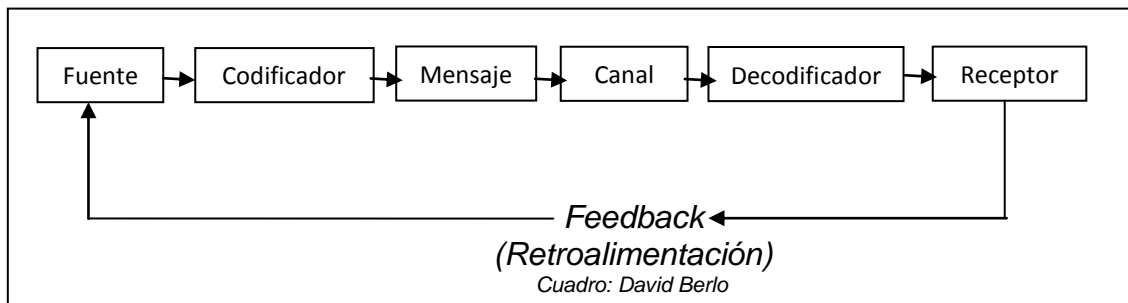 Fuente Codificador Mensaje Canal Decodificador Receptor
Feedback
(Retroalimentación)
Cuadro: David Berlo